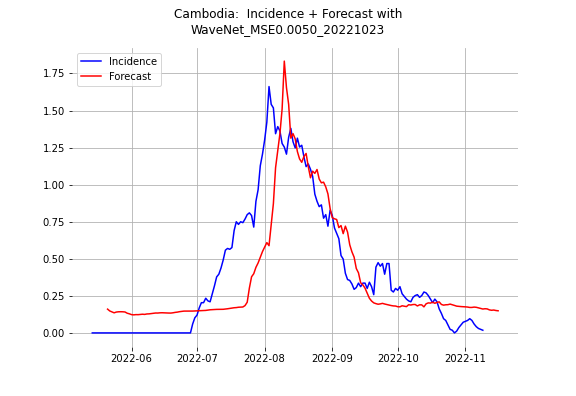 Cambodia:  Incidence + Forecast with
WaveNet_MSE0.0050_20221023
Incidence
Forecast
1.75
1.50
1.25
1.00
0.75
0.50
0.25
0.00
2022-06 2022-07 2022-08 2022-09 2022-10 2022-11